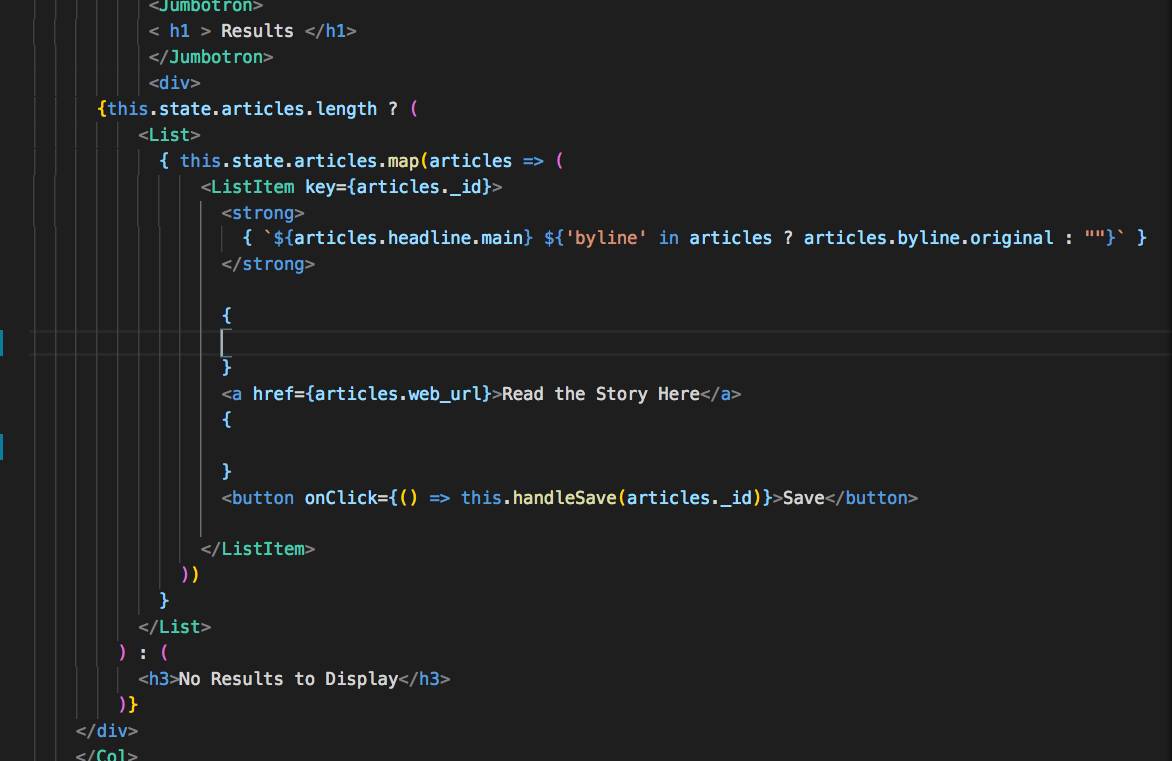 <Jumbotron>
< h1 > Results </h1>
</Jumbotron>
<div>
{this.state.articles.length ? (
<List>
{ this.state.articles.map(articles => (
<ListItem key={articles._id}>
<strong>
{ `${articles.headline.main} ${'byline' in articles ? articles.byline.original : ""}` }
</strong>
{
}
<a href={articles.web_url}>Read the Story Here</a>
{
}
<button onClick={() => this.handleSave(articles._id)}>Save</button>
</ListItem>
))
}
</List>
) : (
<h3>No Results to Display</h3>
)}
</div>
</Col>